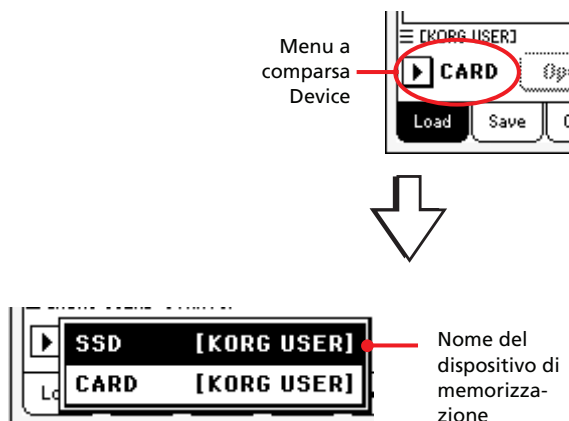 [KORG USER]
Menu a
comparsa
Device
CARD
Load
Save
SSD [KORG USER]
CARD [KORG USER]
Nome del
dispositivo di
memorizza-
zione